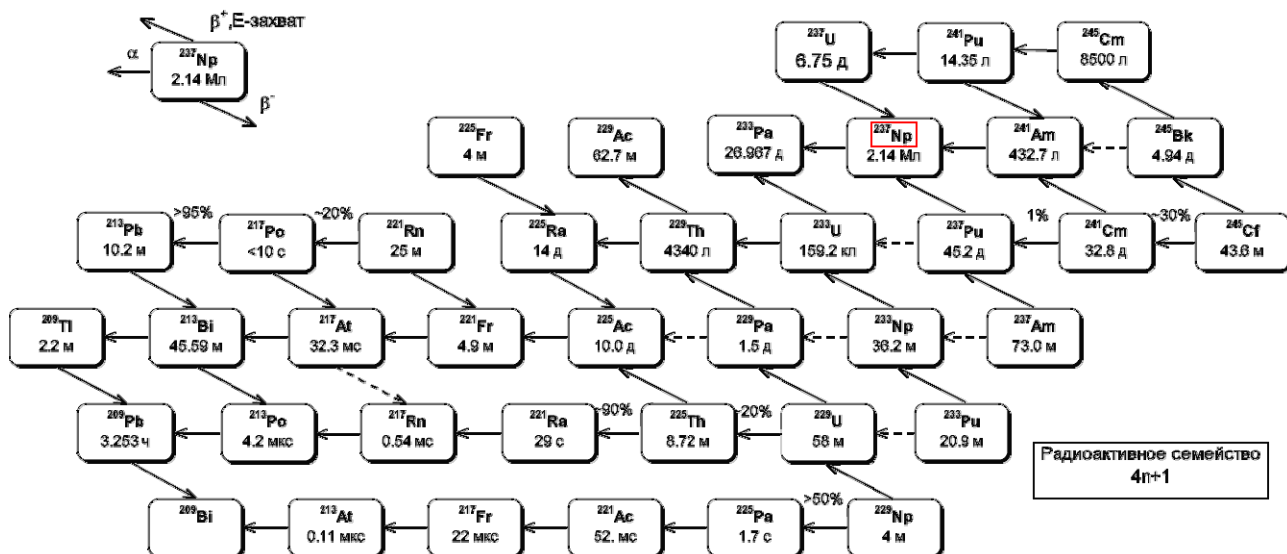 β⁺,E-захват
α
²³⁷Np
2.14 Мл
β⁻
²³⁷U
6.75 д
²⁴¹Pu
14.35 л
²⁴⁵Cm
8500 л
²²⁵Fr
4 м
²²⁹Ac
62.7 м
²³³Pa
26.967 д
²³⁷Np
2.14 Мл
²⁴¹Am
432.7 л
²⁴⁵Bk
4.94 д
²¹³Pb
10.2 м
>95%
²¹⁷Po
<10 с
~20%
²²¹Rn
25 м
²²⁵Ra
14 д
²²⁹Th
4340 л
²³³U
159.2 кл
²³⁷Pu
45.2 д
1%
²⁴¹Cm
32.8 д
~30%
²⁴⁵Cf
43.6 м
²⁰⁹Tl
2.2 м
²¹³Bi
45.59 м
²¹⁷At
32.3 мс
²²¹Fr
4.9 м
²²⁵Ac
10.0 д
²²⁹Pa
1.5 д
²³³Np
36.2 м
²³⁷Am
73.0 м
²⁰⁹Pb
3.253 ч
²¹³Po
4.2 мкс
²¹⁷Rn
0.54 мс
²²¹Ra
29 с
~90%
²²⁵Th
8.72 м
~20%
²²⁹U
58 м
²³³Pu
20.9 м
²⁰⁹Bi
²¹³At
0.11 мкс
²¹⁷Fr
22 мкс
²²¹Ac
52. мс
²²⁵Pa
1.7 с
>50%
²²⁹Np
4 м
Радиоактивное семейство
4n+1